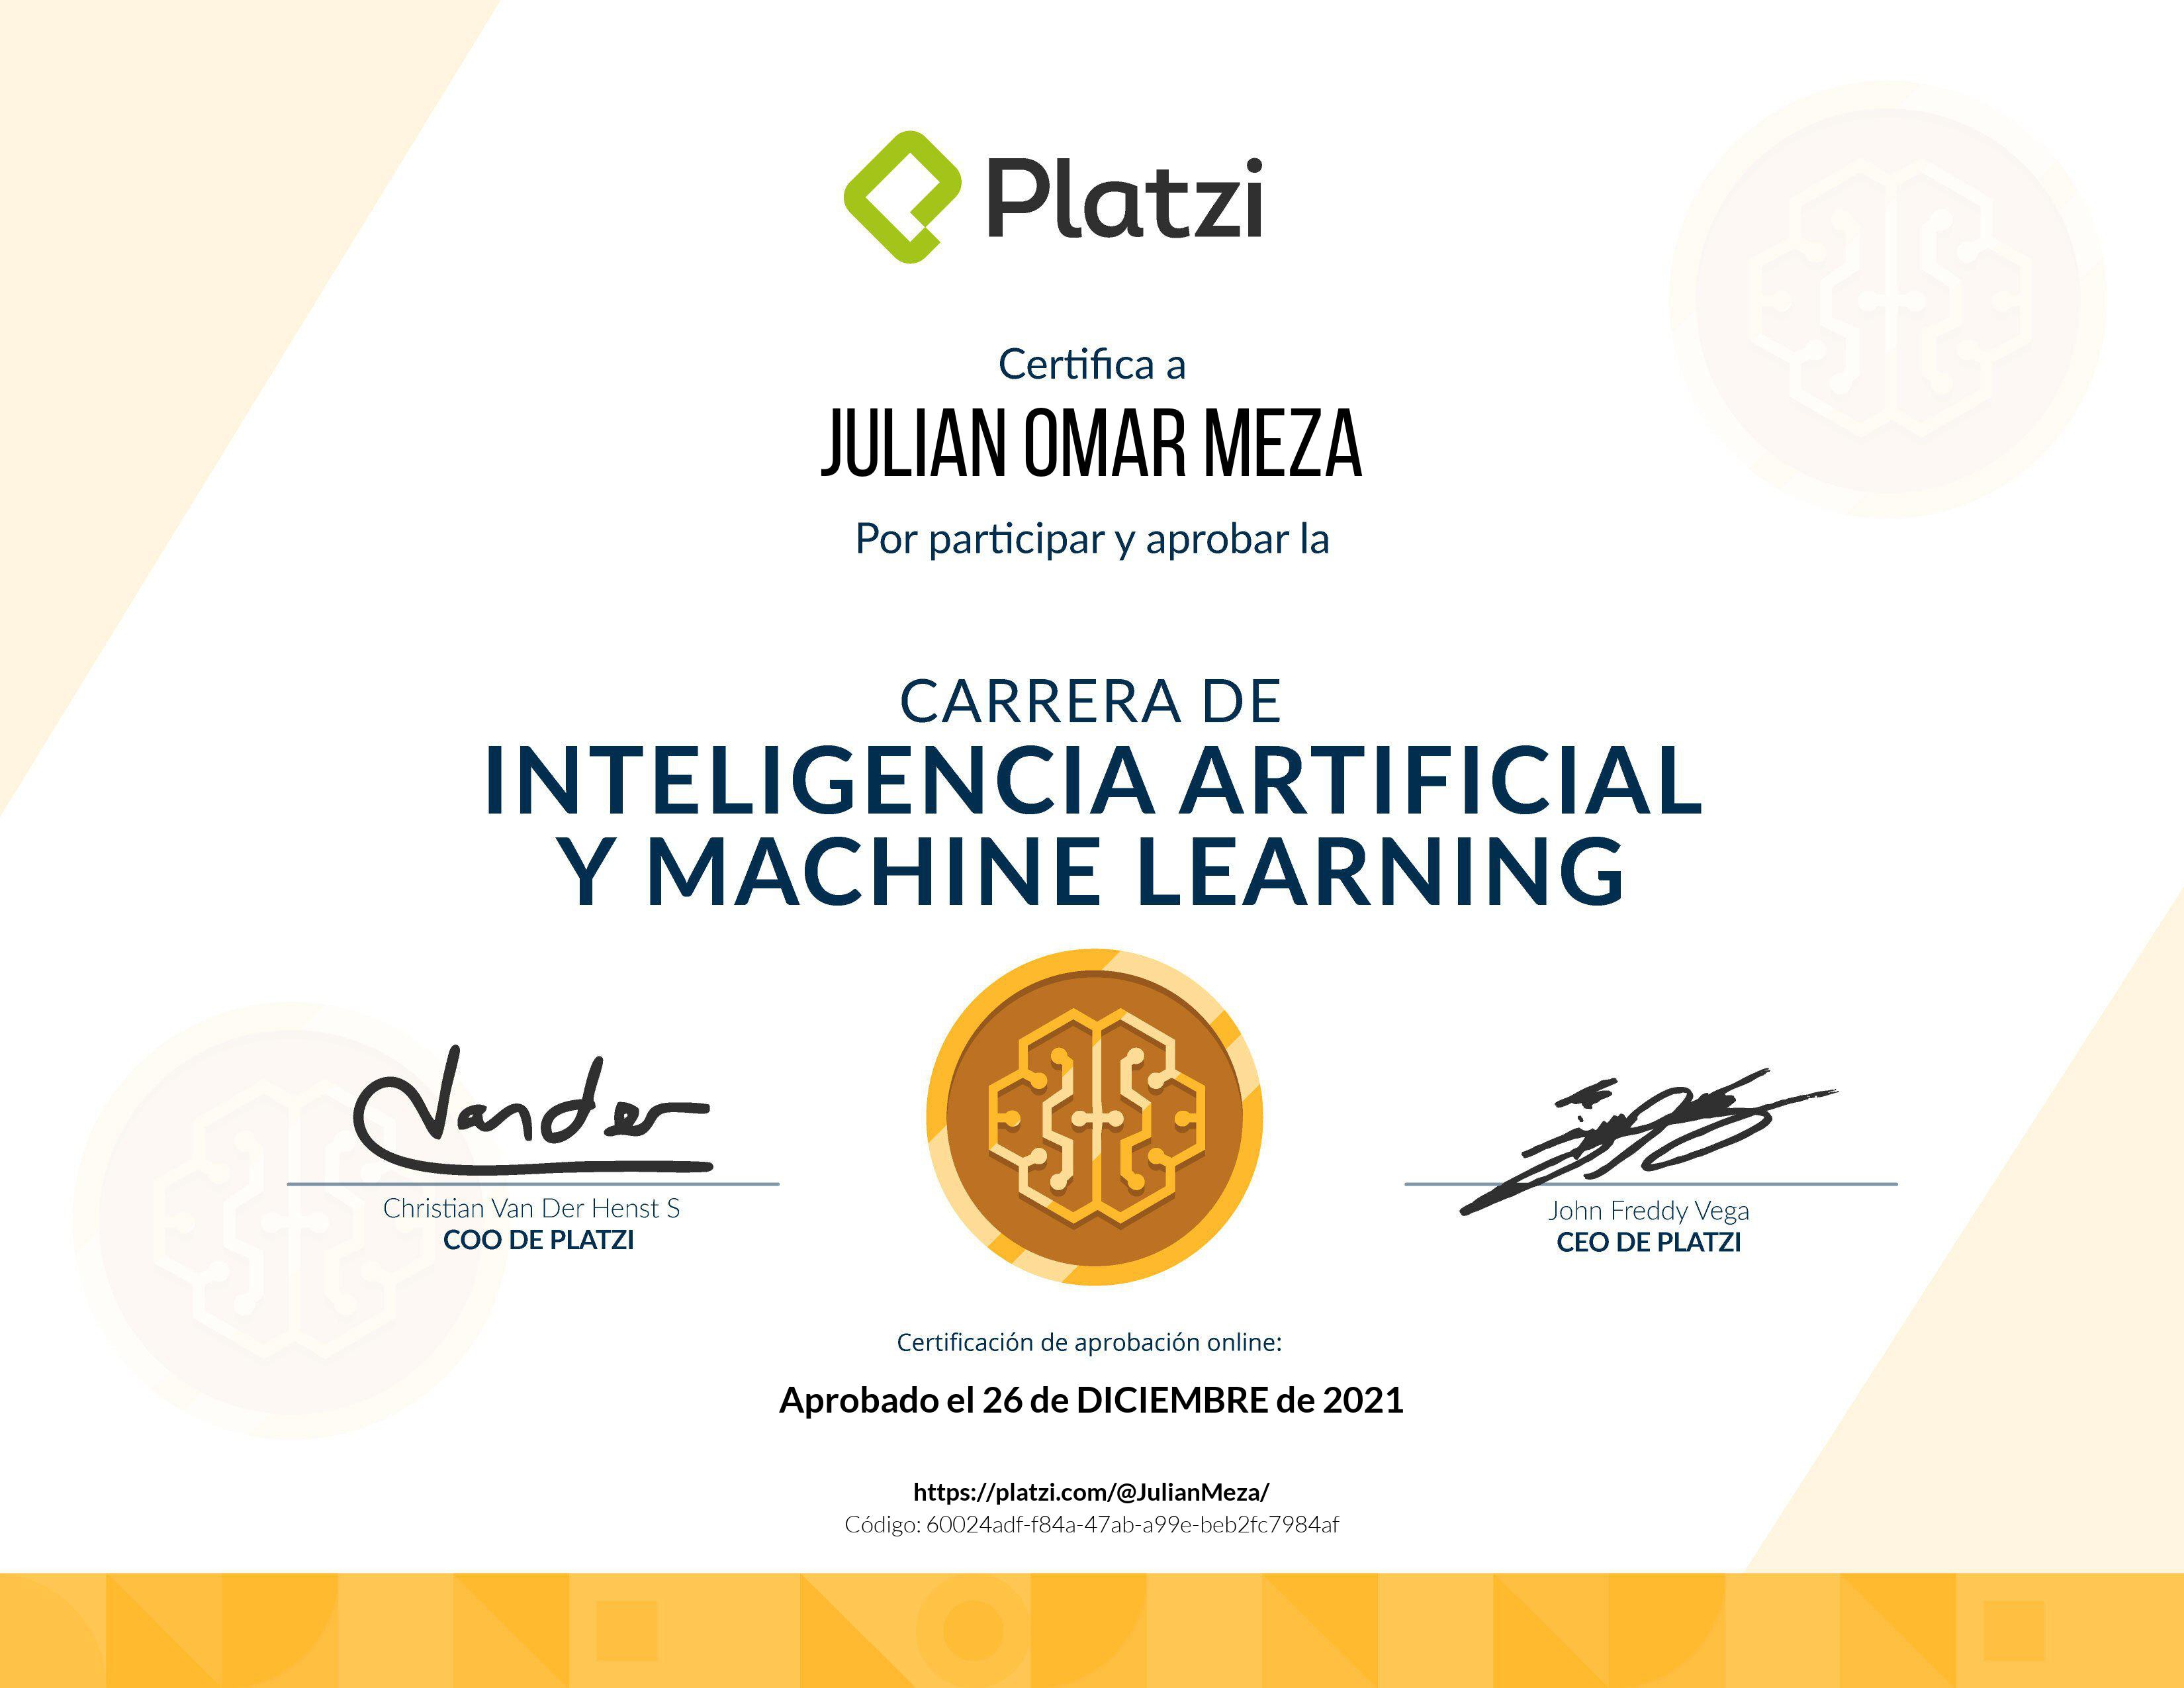 Platzi
Certifica a
JULIAN OMAR MEZA
Por participar y aprobar la
CARRERA DE
INTELIGENCIA ARTIFICIAL
Y MACHINE LEARNING
Vander
Christian Van Der Henst S
COO DE PLATZI
John Freddy Vega
CEO DE PLATZI
Certificación de aprobación online:
Aprobado el 26 de DICIEMBRE de 2021
https://platzi.com/@JulianMeza/
Código: 60024adf-f84a-47ab-a99e-beb2fc7984af